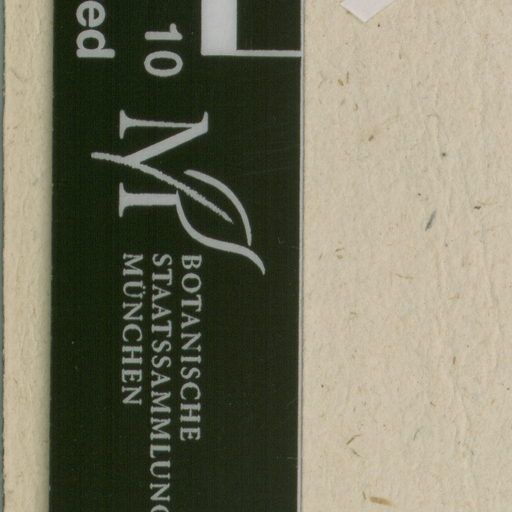 ed
10
BOTANISCHE
STAATSSAMMLUNG
MÜNCHEN